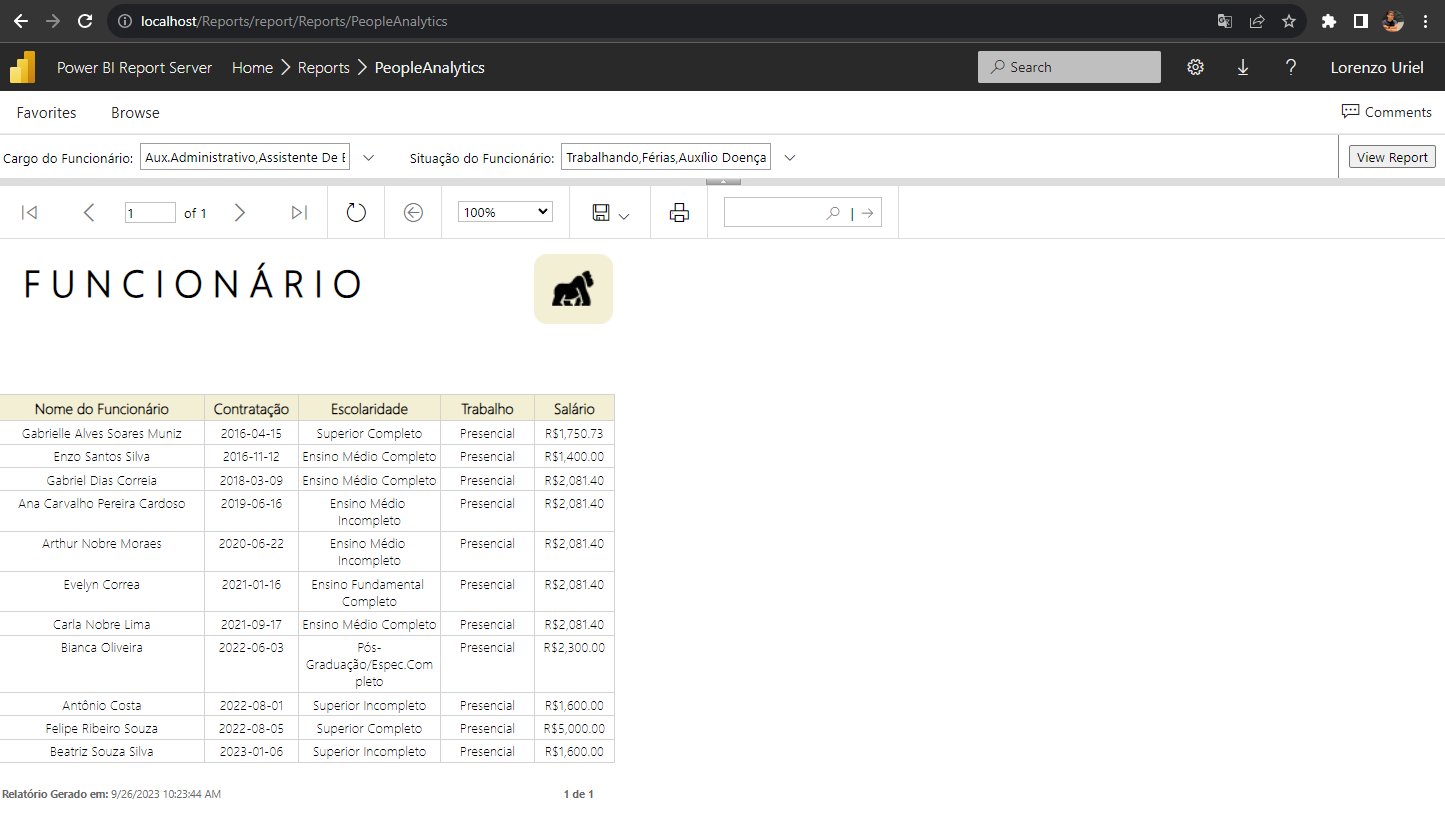 localhost/Reports/report/Reports/PeopleAnalytics
Power BI Report Server Home Reports PeopleAnalytics Search ? Lorenzo Uriel
Favorites Browse Comments
Cargo do Funcionário: Aux.Administrativo,Assistente De E Situação do Funcionário: Trabalhando,Férias,Auxílio Doença View Report
1 of 1 100%
FUNCIONÁRIO
Nome do Funcionário Contratação Escolaridade Trabalho Salário
Gabrielle Alves Soares Muniz 2016-04-15 Superior Completo Presencial R$1,750.73
Enzo Santos Silva 2016-11-12 Ensino Médio Completo Presencial R$1,400.00
Gabriel Dias Correia 2018-03-09 Ensino Médio Completo Presencial R$2,081.40
Ana Carvalho Pereira Cardoso 2019-06-16 Ensino Médio Presencial R$2,081.40
Incompleto
Arthur Nobre Moraes 2020-06-22 Ensino Médio Presencial R$2,081.40
Incompleto
Evelyn Correa 2021-01-16 Ensino Fundamental Presencial R$2,081.40
Completo
Carla Nobre Lima 2021-09-17 Ensino Médio Completo Presencial R$2,081.40
Bianca Oliveira 2022-06-03 Pós- Presencial R$2,300.00
Graduação/Espec.Com
pleto
Antônio Costa 2022-08-01 Superior Incompleto Presencial R$1,600.00
Felipe Ribeiro Souza 2022-08-05 Superior Completo Presencial R$5,000.00
Beatriz Souza Silva 2023-01-06 Superior Incompleto Presencial R$1,600.00
Relatório Gerado em: 9/26/2023 10:23:44 AM 1 de 1